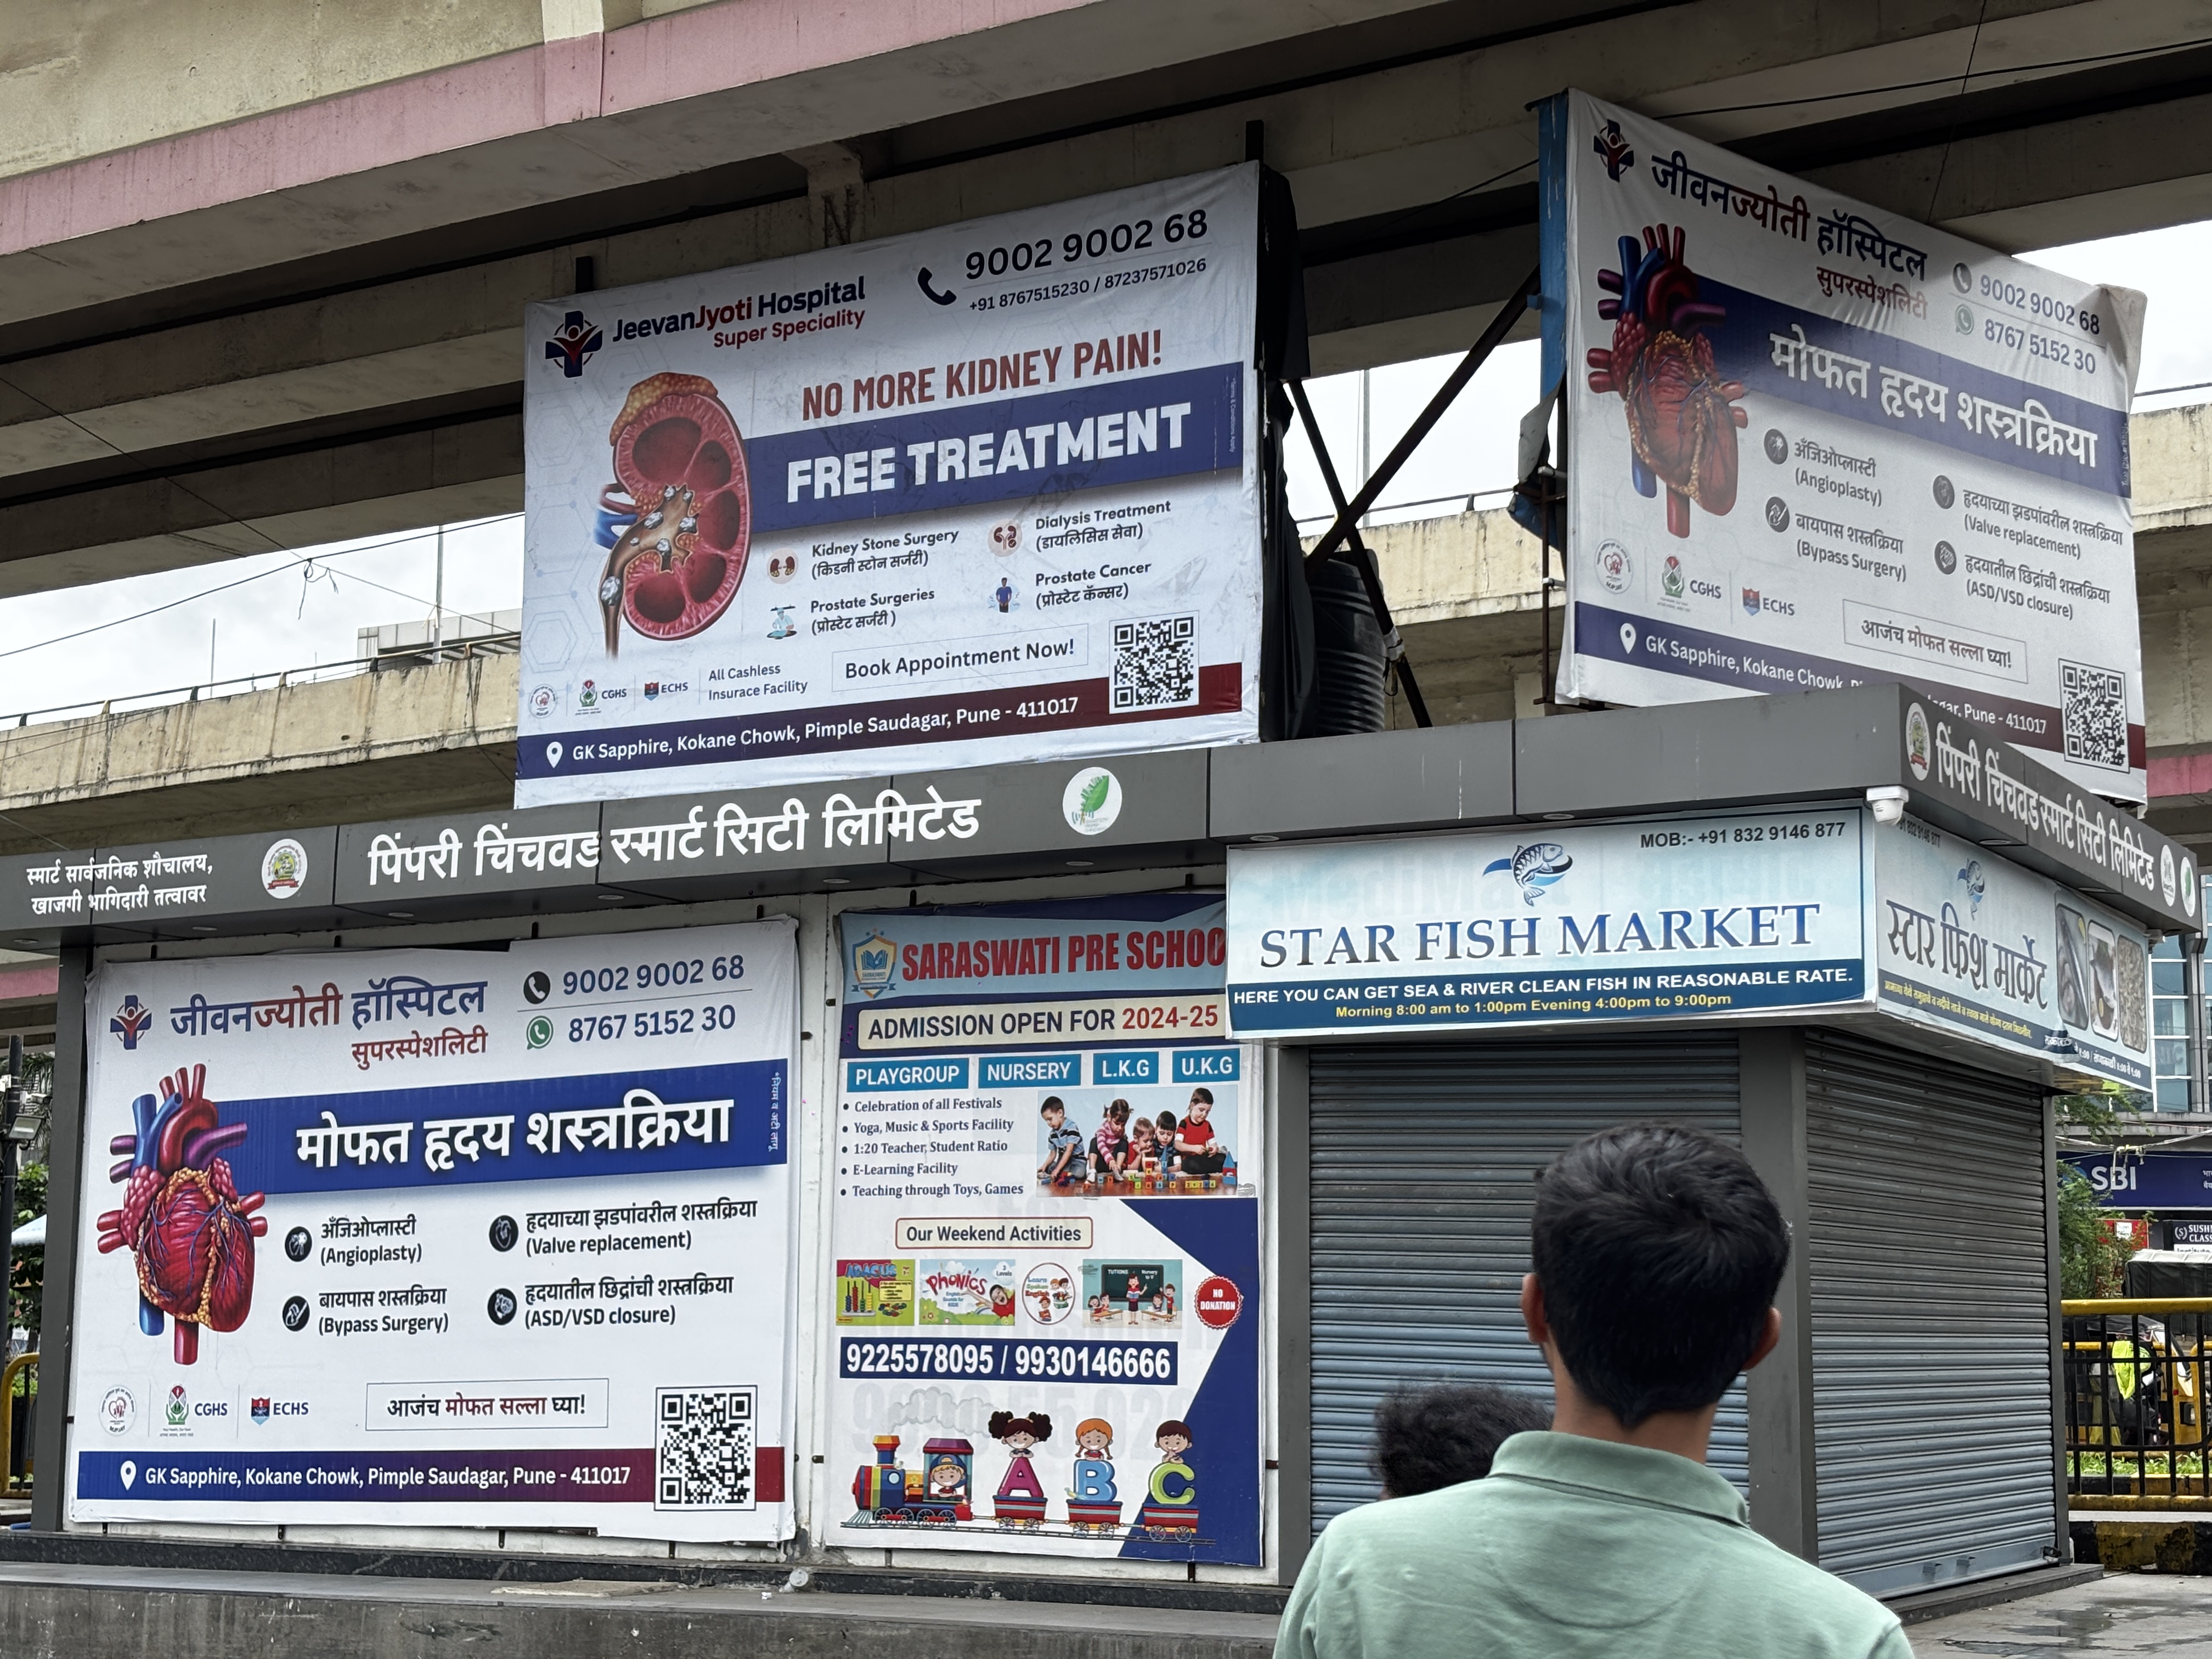 JeevanJyoti Hospital
Super Speciality
9002 9002 68
+91 8767515230 / 87237571026
NO MORE KIDNEY PAIN!
FREE TREATMENT
Kidney Stone Surgery
(किडनी स्टोन सर्जरी)
Dialysis Treatment
(डायलिसिस सेवा)
Prostate Surgeries
(प्रोस्टेट सर्जरी )
Prostate Cancer
(प्रोस्टेट कॅन्सर)
CGHS
ECHS
All Cashless
Insurace Facility
Book Appointment Now!
GK Sapphire, Kokane Chowk, Pimple Saudagar, Pune - 411017
जीवनज्योती हॉस्पिटल
सुपरस्पेशलिटी
9002 9002 68
8767 5152 30
मोफत हृदय शस्त्रक्रिया
अँजिओप्लास्टी
(Angioplasty)
हृदयाच्या झडपांवरील शस्त्रक्रिया
(Valve replacement)
बायपास शस्त्रक्रिया
(Bypass Surgery)
हृदयातील छिद्रांची शस्त्रक्रिया
(ASD/VSD closure)
CGHS
ECHS
आजंच मोफत सल्ला घ्या!
GK Sapphire, Kokane Chowk, Pune - 411017
स्मार्ट सार्वजनिक शौचालय,
खाजगी भागिदारी तत्वावर
पिंपरी चिंचवड स्मार्ट सिटी लिमिटेड
पिंपरी चिंचवड स्मार्ट सिटी लिमिटेड
जीवनज्योती हॉस्पिटल
सुपरस्पेशलिटी
9002 9002 68
8767 5152 30
मोफत हृदय शस्त्रक्रिया
*नियम व अटी लागू
अँजिओप्लास्टी
(Angioplasty)
हृदयाच्या झडपांवरील शस्त्रक्रिया
(Valve replacement)
बायपास शस्त्रक्रिया
(Bypass Surgery)
हृदयातील छिद्रांची शस्त्रक्रिया
(ASD/VSD closure)
CGHS
ECHS
आजंच मोफत सल्ला घ्या!
GK Sapphire, Kokane Chowk, Pimple Saudagar, Pune - 411017
SARASWATI PRE SCHOO
ADMISSION OPEN FOR 2024-25
PLAYGROUP
NURSERY
L.K.G
U.K.G
• Celebration of all Festivals
• Yoga, Music & Sports Facility
• 1:20 Teacher, Student Ratio
• E-Learning Facility
• Teaching through Toys, Games
Our Weekend Activities
ABACUS
Phonics
NO
DONATION
9225578095 / 9930146666
A B C
MOB:- +91 832 9146 877
STAR FISH MARKET
HERE YOU CAN GET SEA & RIVER CLEAN FISH IN REASONABLE RATE.
Morning 8:00 am to 1:00pm Evening 4:00pm to 9:00pm
स्टार फिश मार्केट
SBI